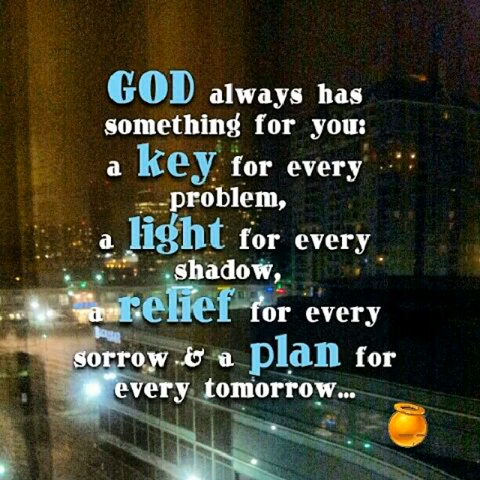 GOD always has
something for you:
a key for every
problem,
a light for every
shadow,
a relief for every
sorrow & a plan for
every tomorrow...